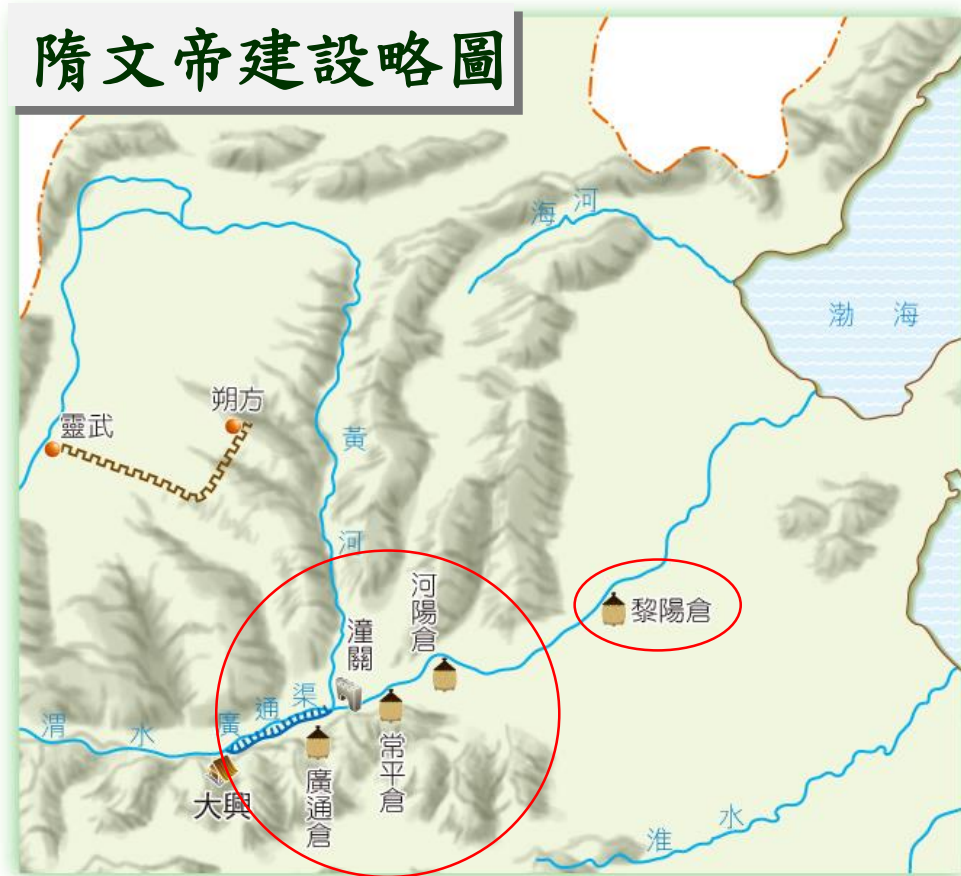 隋文帝建設略圖
海河
渤海
朔方
靈武
黃河
河陽倉
黎陽倉
潼關
廣通渠
渭水
常平倉
大興
廣通倉
淮水